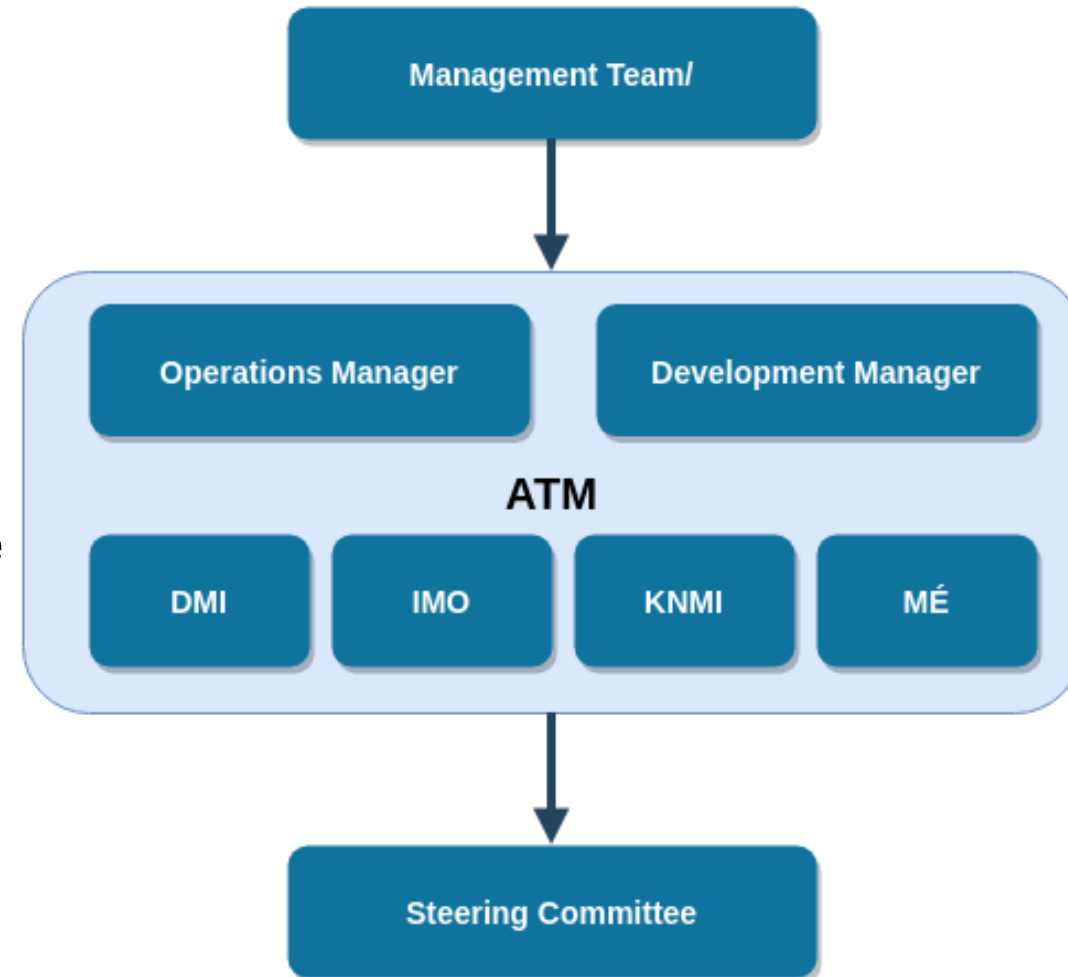 Management Team/
Operations Manager
Development Manager
ATM
e
DMI
IMO
KNMI
MÉ
Steering Committee